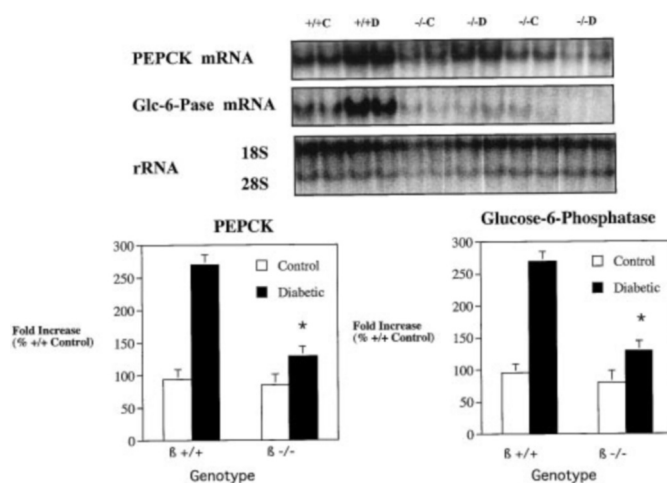 +/+C +/+D -/-C -/-D -/-C -/-D
PEPCK mRNA
Glc-6-Pase mRNA
18S
rRNA
28S
PEPCK
300
250
200
150
100
50
0
Control
Diabetic
*
Fold Increase
(% +/+ Control)
ß +/+ ß -/-
Genotype
Glucose-6-Phosphatase
300
250
200
150
100
50
0
Control
Diabetic
*
Fold Increase
(% +/+ Control)
ß +/+ ß -/-
Genotype